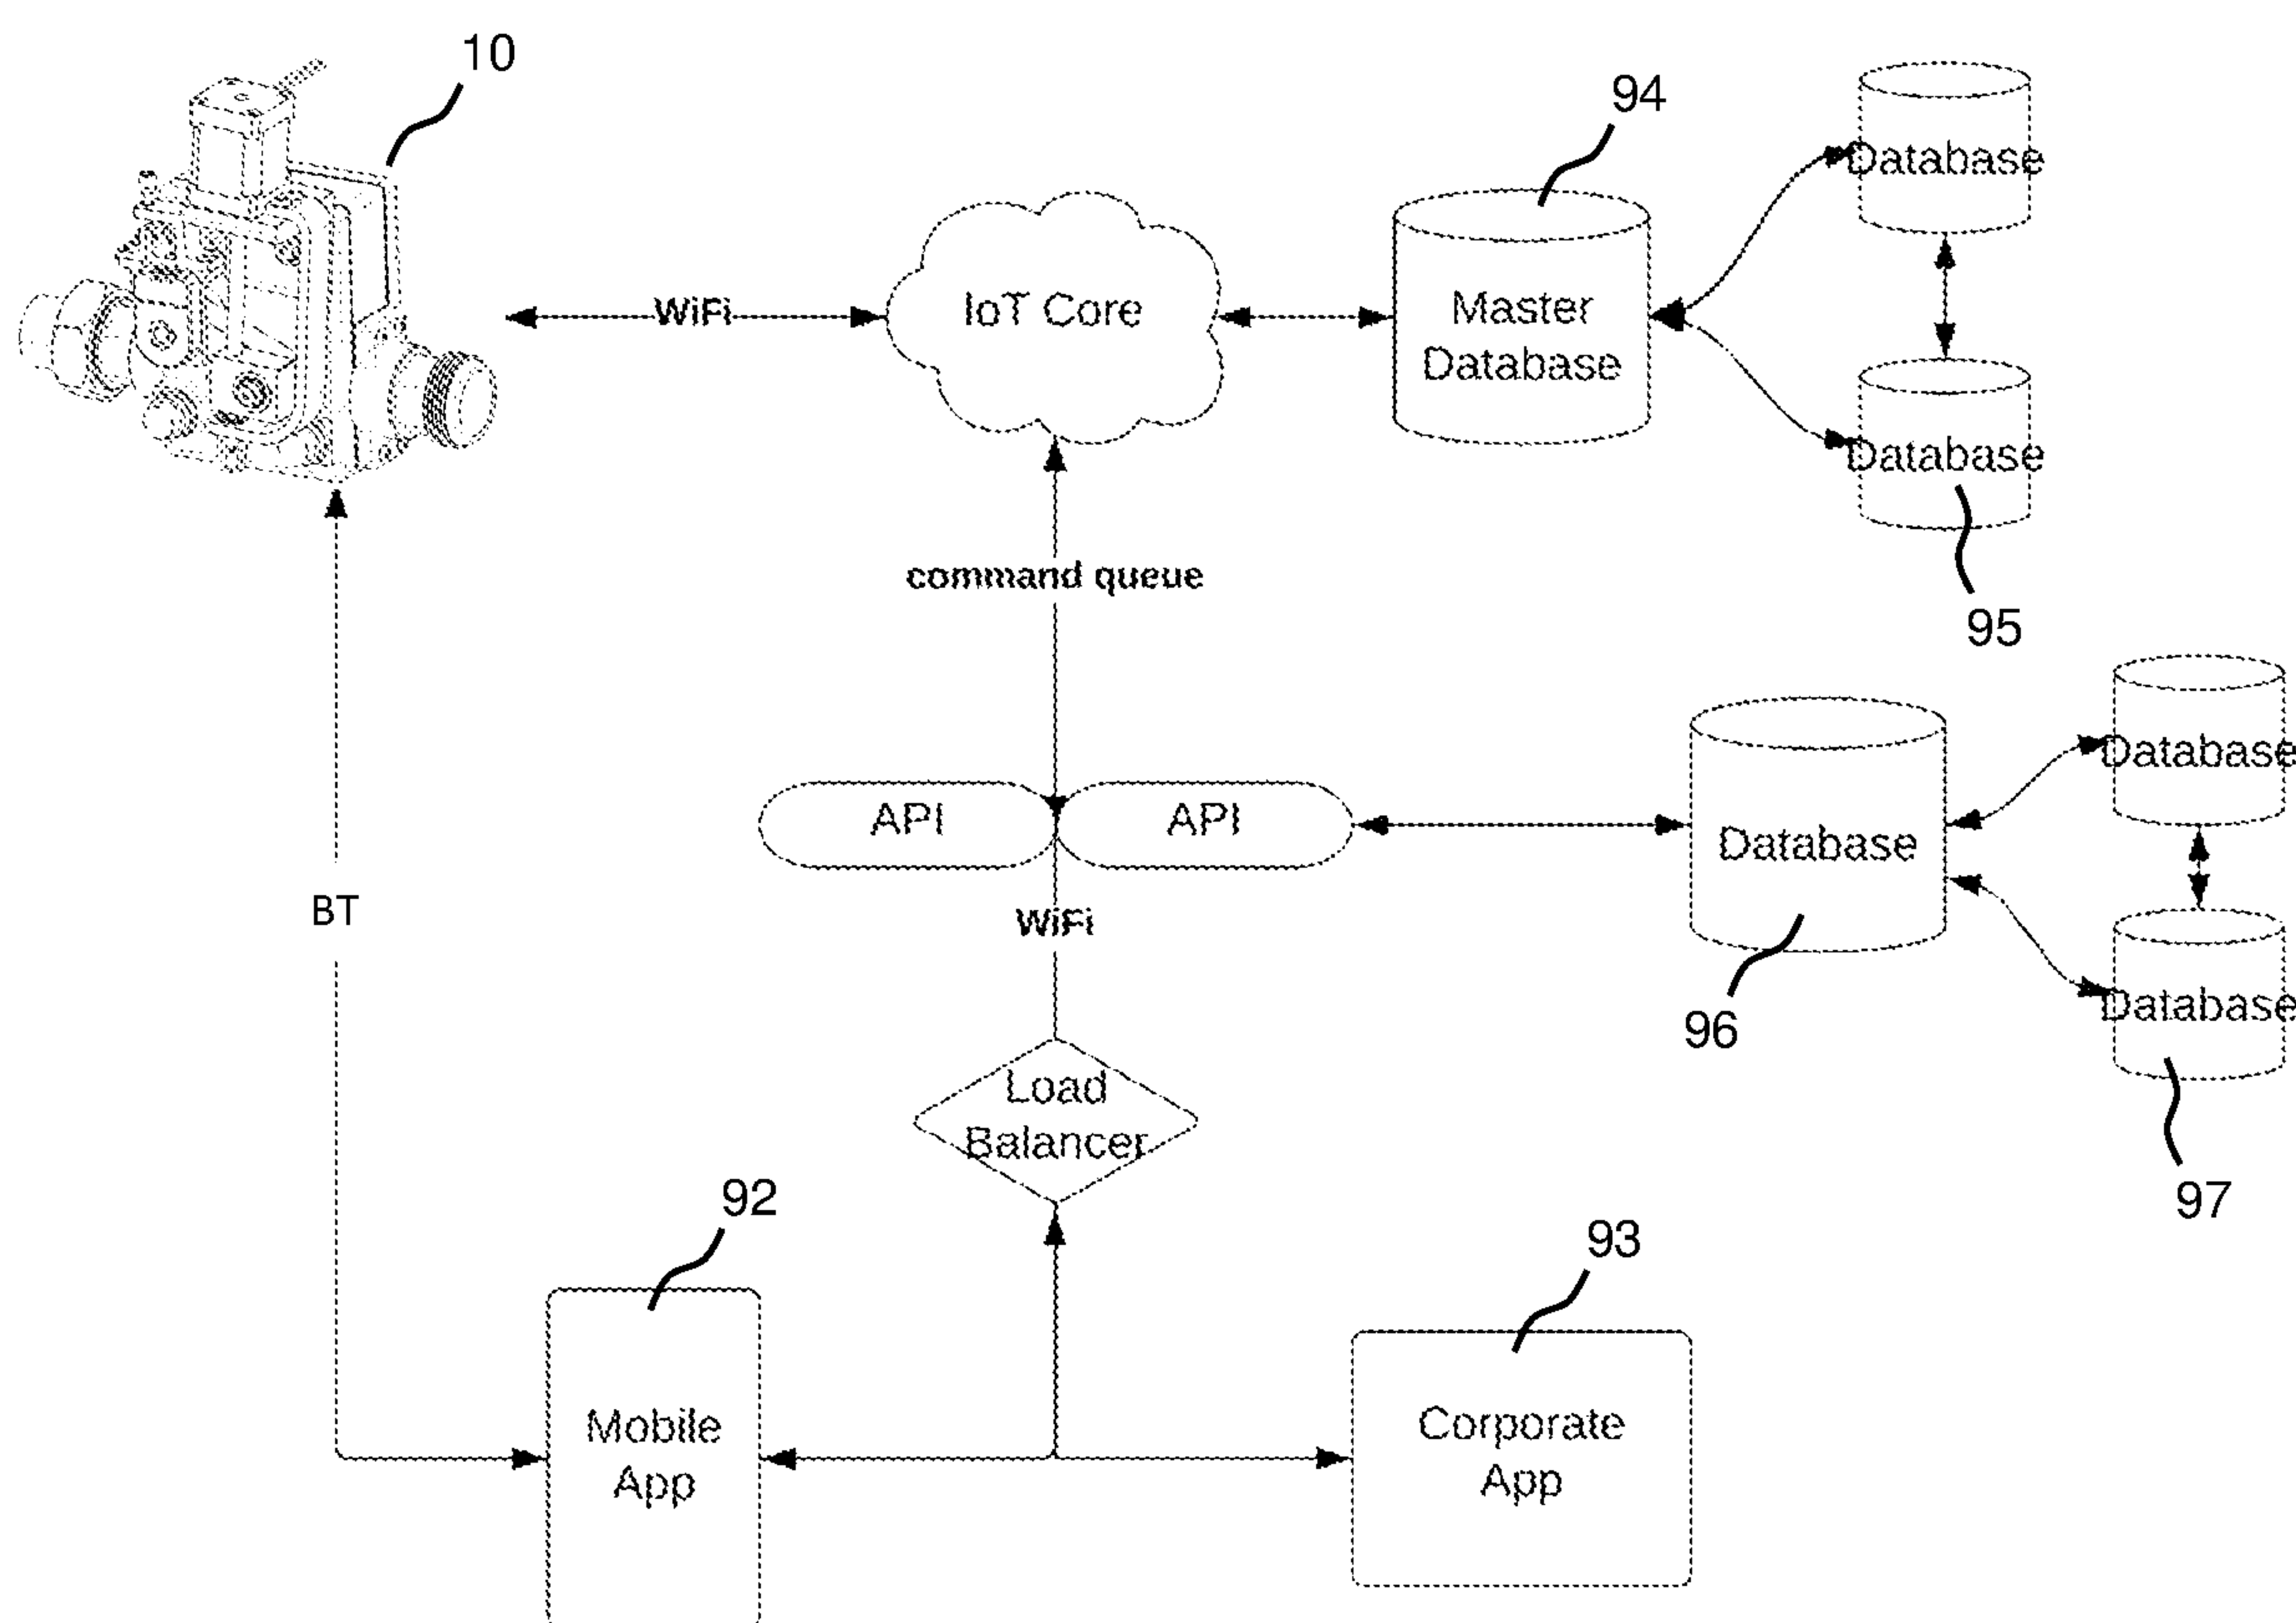 10
94
Database
WiFi
IoT Core
Master
Database
Database
95
command queue
API
API
Database
Database
BT
WiFi
96
Database
97
Load
Balancer
92
93
Mobile
App
Corporate
App